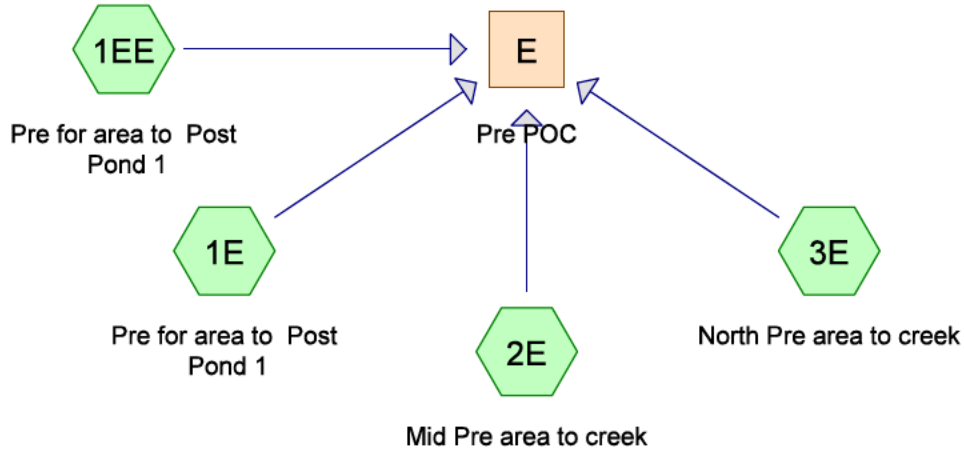 1EE
E
Pre for area to  Post
Pond 1
Pre POC
1E
3E
Pre for area to  Post
Pond 1
2E
North Pre area to creek
Mid Pre area to creek